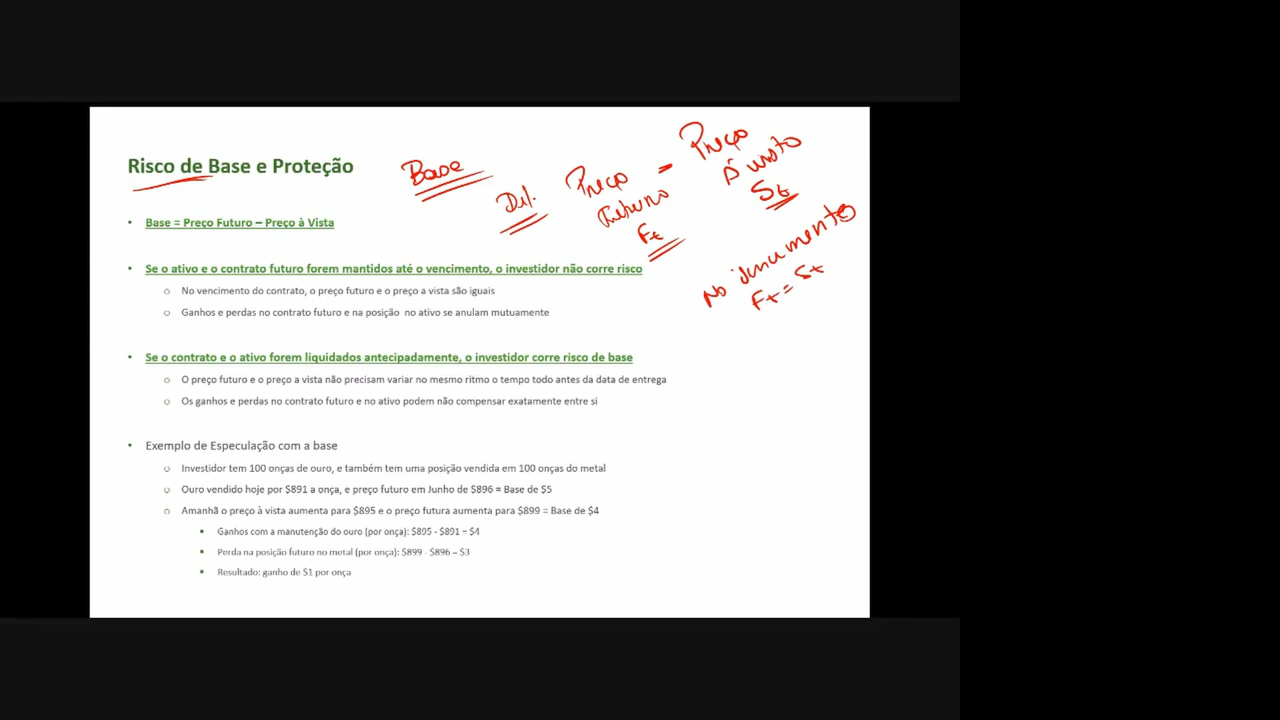 Risco de Base e Proteção
Base
Dif.
Preço
Futuro
Ft
-
Preço
à vista
St
No vencimento
Ft = St
• Base = Preço Futuro – Preço à Vista
• Se o ativo e o contrato futuro forem mantidos até o vencimento, o investidor não corre risco
o No vencimento do contrato, o preço futuro e o preço a vista são iguais
o Ganhos e perdas no contrato futuro e na posição no ativo se anulam mutuamente
• Se o contrato e o ativo forem liquidados antecipadamente, o investidor corre risco de base
o O preço futuro e o preço a vista não precisam variar no mesmo ritmo o tempo todo antes da data de entrega
o Os ganhos e perdas no contrato futuro e no ativo podem não compensar exatamente entre si
• Exemplo de Especulação com a base
o Investidor tem 100 onças de ouro, e também tem uma posição vendida em 100 onças do metal
o Ouro vendido hoje por $891 a onça, e preço futuro em Junho de $896 = Base de $5
o Amanhã o preço à vista aumenta para $895 e o preço futura aumenta para $899 = Base de $4
▪ Ganhos com a manutenção do ouro (por onça): $895 - $891 = $4
▪ Perda na posição futuro no metal (por onça): $899 - $896 = $3
▪ Resultado: ganho de $1 por onça